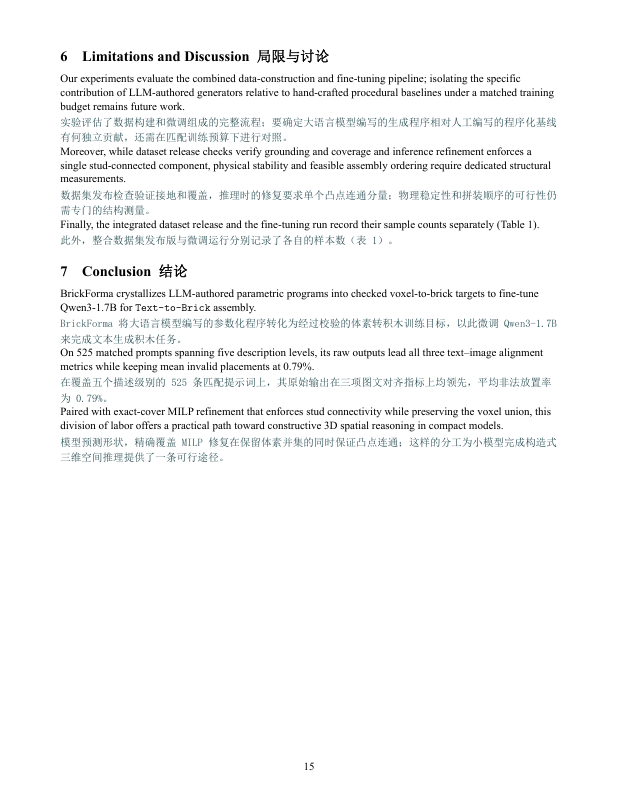 6 Limitations and Discussion 局限与讨论
Our experiments evaluate the combined data-construction and fine-tuning pipeline; isolating the specific
contribution of LLM-authored generators relative to hand-crafted procedural baselines under a matched training
budget remains future work.
实验评估了数据构建和微调组成的完整流程；要确定大语言模型编写的生成程序相对人工编写的程序化基线
有何独立贡献，还需在匹配训练预算下进行对照。
Moreover, while dataset release checks verify grounding and coverage and inference refinement enforces a
single stud-connected component, physical stability and feasible assembly ordering require dedicated structural
measurements.
数据集发布检查验证接地和覆盖，推理时的修复要求单个凸点连通分量；物理稳定性和拼装顺序的可行性仍
需专门的结构测量。
Finally, the integrated dataset release and the fine-tuning run record their sample counts separately (Table 1).
此外，整合数据集发布版与微调运行分别记录了各自的样本数（表 1）。
7 Conclusion 结论
BrickForma crystallizes LLM-authored parametric programs into checked voxel-to-brick targets to fine-tune
Qwen3-1.7B for Text-to-Brick assembly.
BrickForma 将大语言模型编写的参数化程序转化为经过校验的体素转积木训练目标，以此微调 Qwen3-1.7B
来完成文本生成积木任务。
On 525 matched prompts spanning five description levels, its raw outputs lead all three text–image alignment
metrics while keeping mean invalid placements at 0.79%.
在覆盖五个描述级别的 525 条匹配提示词上，其原始输出在三项图文对齐指标上均领先，平均非法放置率
为 0.79%。
Paired with exact-cover MILP refinement that enforces stud connectivity while preserving the voxel union, this
division of labor offers a practical path toward constructive 3D spatial reasoning in compact models.
模型预测形状，精确覆盖 MILP 修复在保留体素并集的同时保证凸点连通；这样的分工为小模型完成构造式
三维空间推理提供了一条可行途径。
15